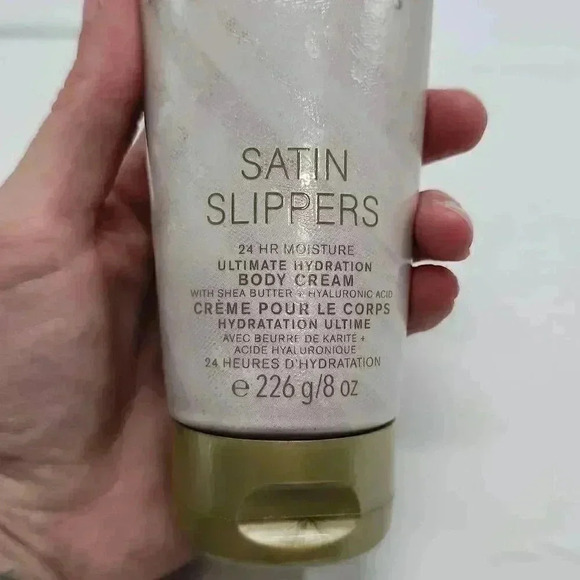 SATIN
SLIPPERS
24 HR MOISTURE
ULTIMATE HYDRATION
BODY CREAM
WITH SHEA BUTTER + HYALURONIC ACID
CRÈME POUR LE CORPS
HYDRATATION ULTIME
AVEC BEURRE DE KARITÉ +
ACIDE HYALURONIQUE
24 HEURES D'HYDRATATION
e 226 g/8 oz